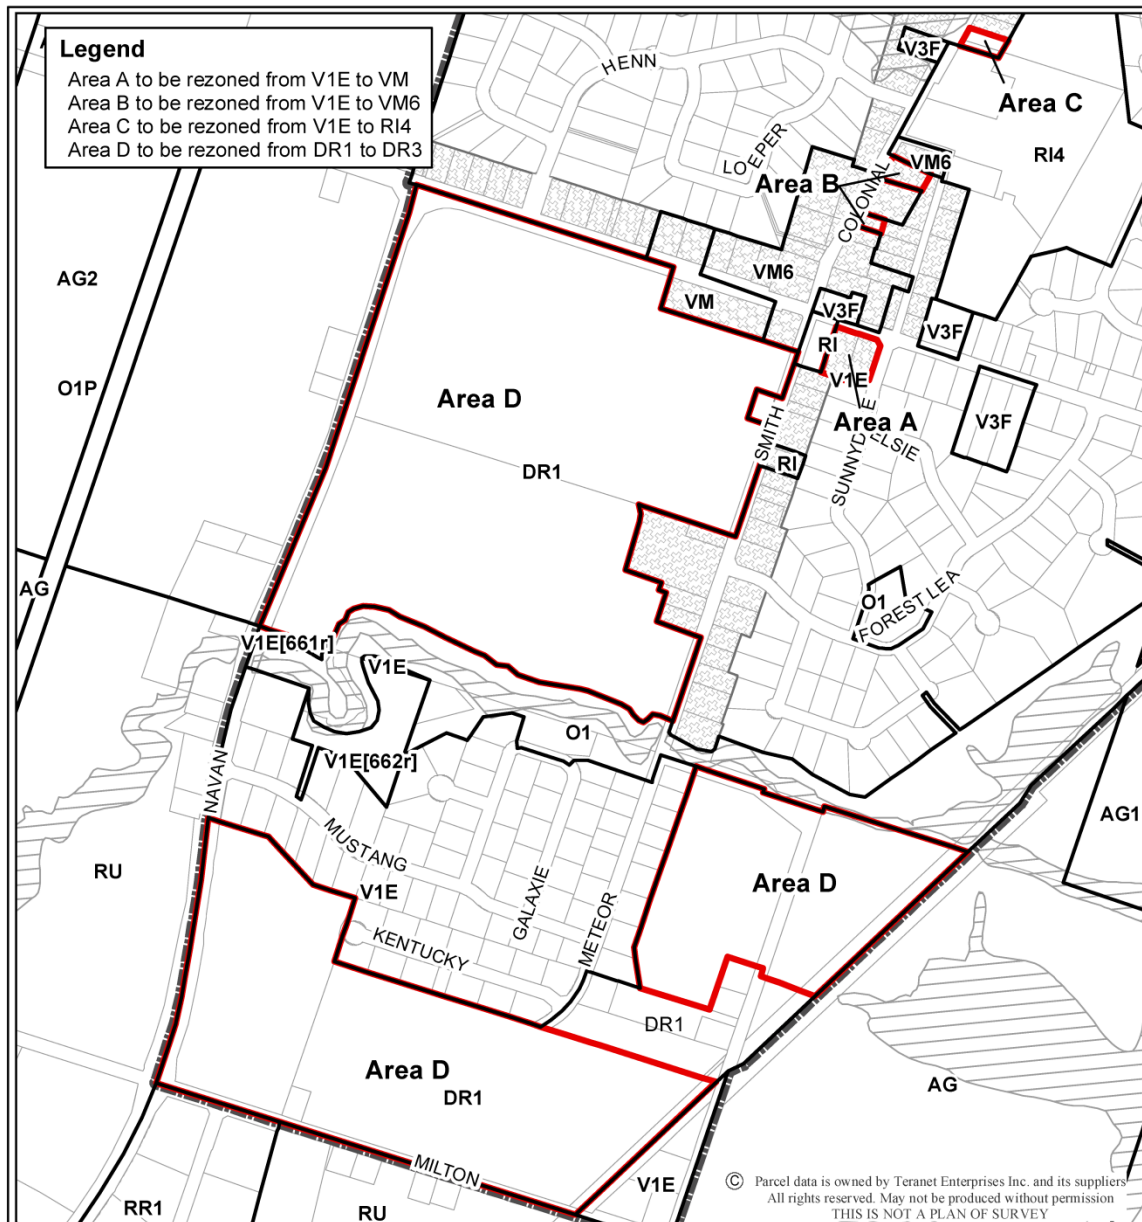 Legend
Area A to be rezoned from V1E to VM
Area B to be rezoned from V1E to VM6
Area C to be rezoned from V1E to RI4
Area D to be rezoned from DR1 to DR3
HENN
V3F
Area C
LOEPER
RI4
VM6
Area B
COLONIAL
AG2
VM6
VM
V3F
V3F
RI
V1E
O1P
Area D
Area A
V3F
SMITH
ELSIE
RI
DR1
SUNNYD
E
AG
O1
FOREST LEA
V1E[661r]
V1E
O1
V1E[662r]
NAVAN
AG1
MUSTANG
RU
Area D
V1E
GALAXIE
METEOR
KENTUCKY
DR1
Area D
DR1
AG
MILTON
V1E
RR1
RU
© Parcel data is owned by Teranet Enterprises Inc. and its suppliers
All rights reserved. May not be produced without permission
THIS IS NOT A PLAN OF SURVEY